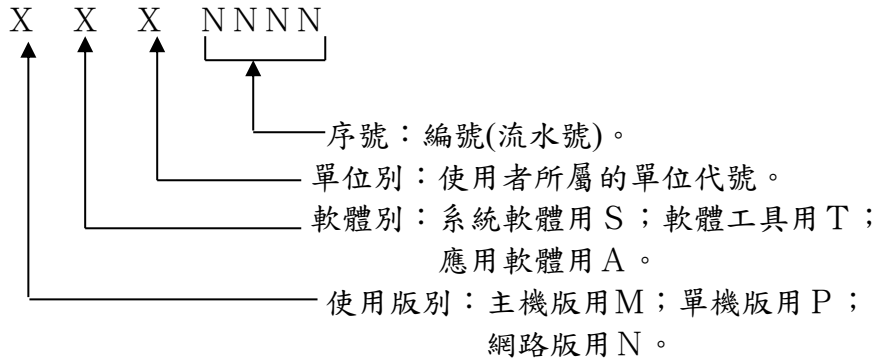 Ｘ Ｘ Ｘ ＮＮＮＮ
序號：編號(流水號)。
單位別：使用者所屬的單位代號。
軟體別：系統軟體用Ｓ；軟體工具用Ｔ；
應用軟體用Ａ。
使用版別：主機版用Ｍ；單機版用Ｐ；
網路版用Ｎ。